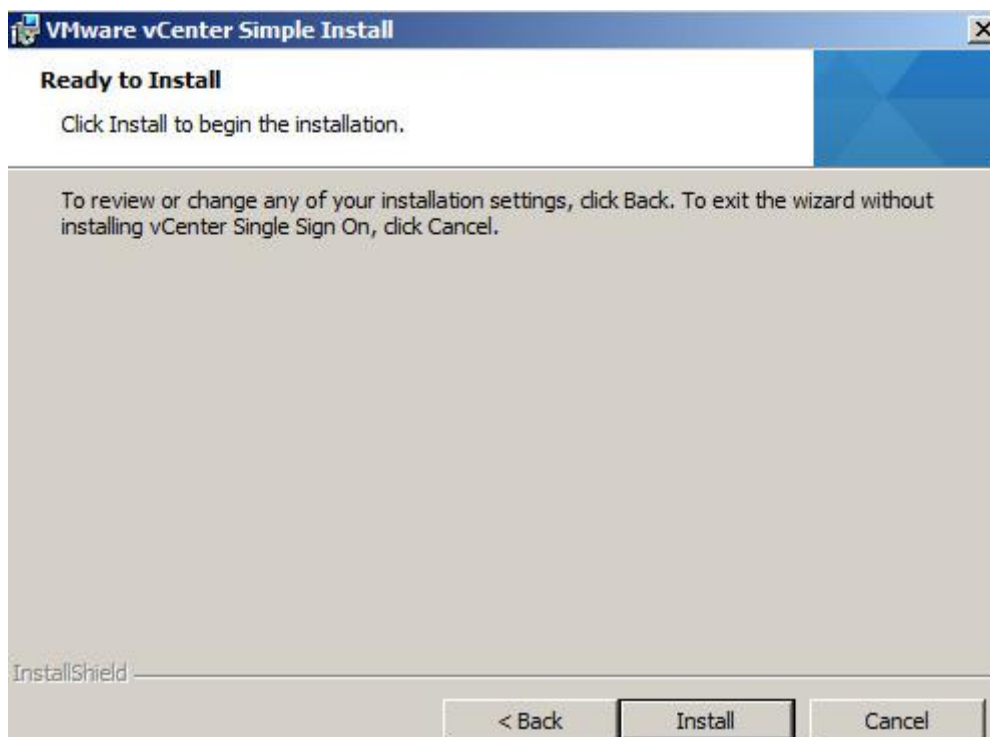 VMware vCenter Simple Install
Ready to Install
Click Install to begin the installation.
To review or change any of your installation settings, click Back. To exit the wizard without
installing vCenter Single Sign On, click Cancel.
InstallShield
< Back Install Cancel